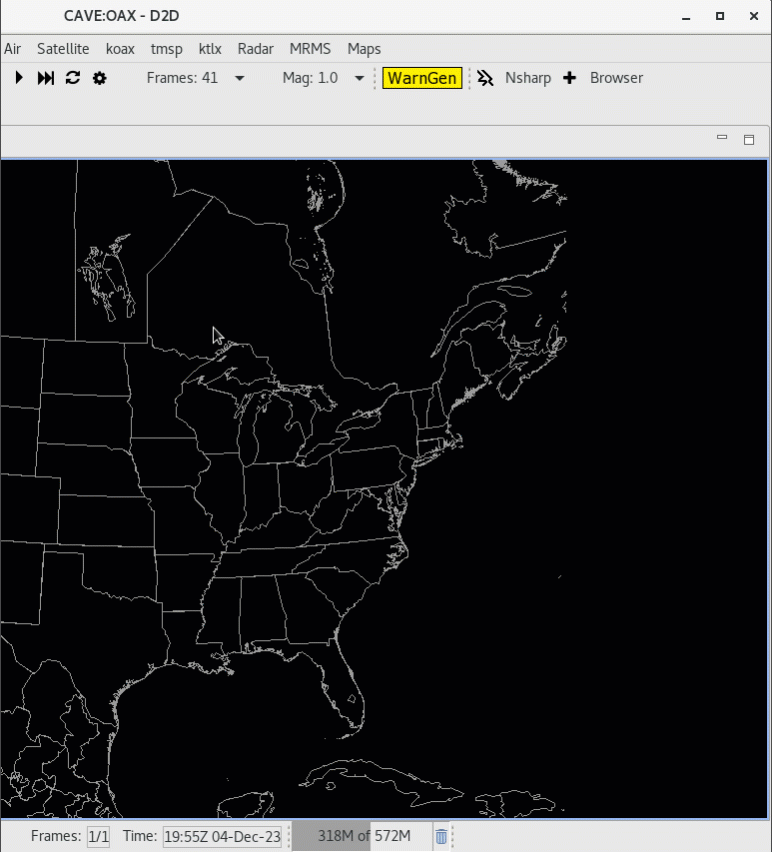 CAVE:OAX - D2D
Air Satellite koax tmsp ktlx Radar MRMS Maps
Frames: 41 Mag: 1.0 WarnGen Nsharp Browser
Frames: 1/1 Time: 19:55Z 04-Dec-23 318M of 572M